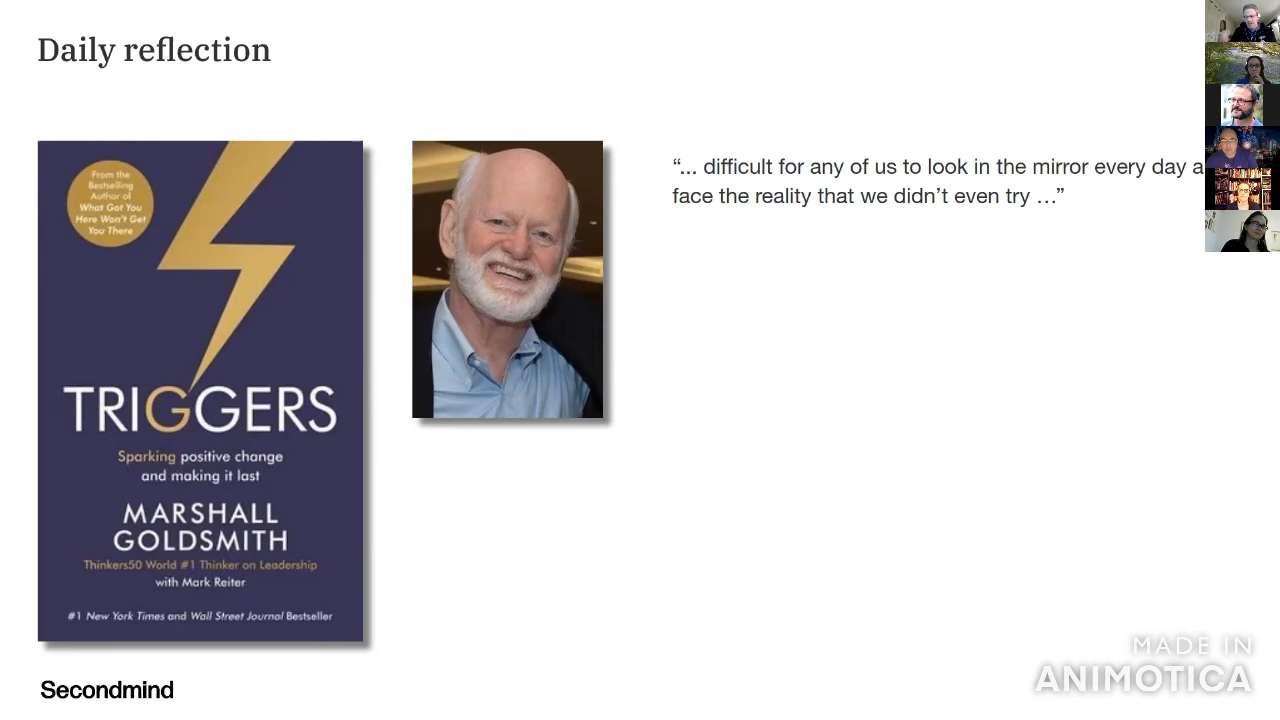 Daily reflection
From the
Bestselling
Author of
What Got You
Here Won't Get
You There
TRIGGERS
Sparking positive change
and making it last
MARSHALL
GOLDSMITH
Thinkers50 World #1 Thinker on Leadership
with Mark Reiter
#1 New York Times and Wall Street Journal Bestseller
“... difficult for any of us to look in the mirror every day a
face the reality that we didn’t even try …”
Secondmind
MADE IN
ANIMOTICA